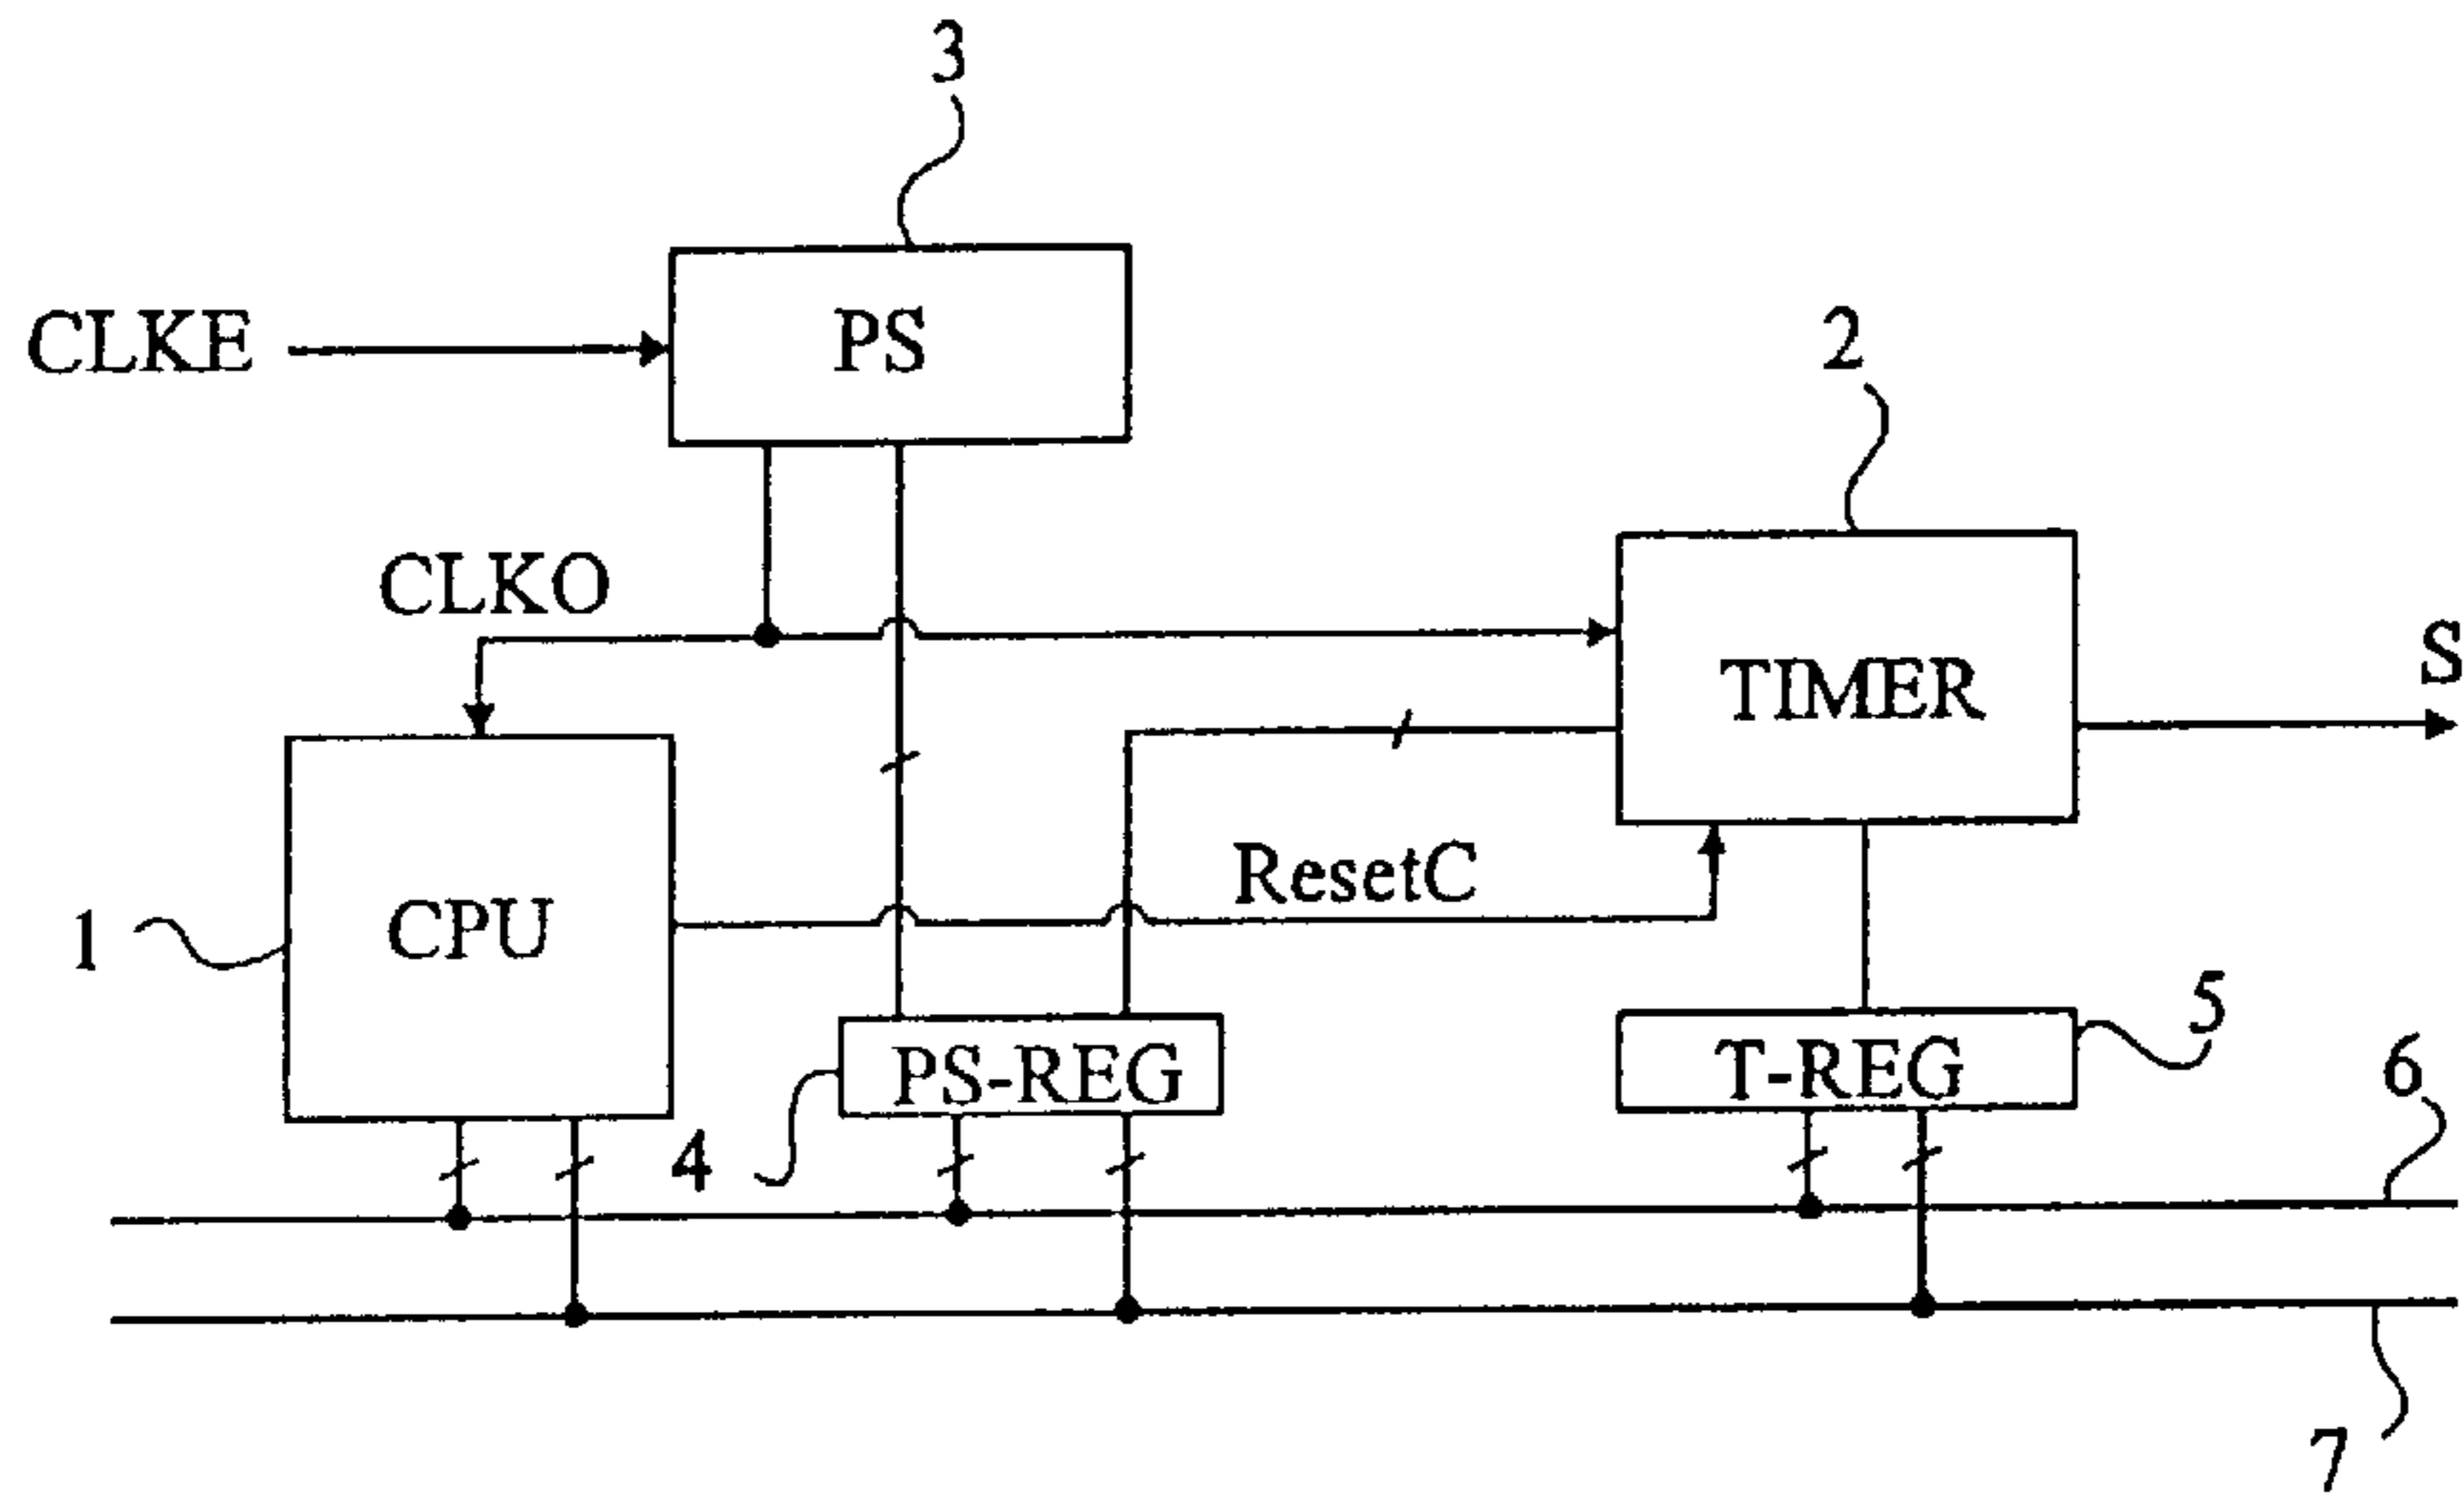 3
CLKE
PS
2
CLKO
TIMER
S
ResetC
1
CPU
5
PS-REG
T-REG
6
4
7